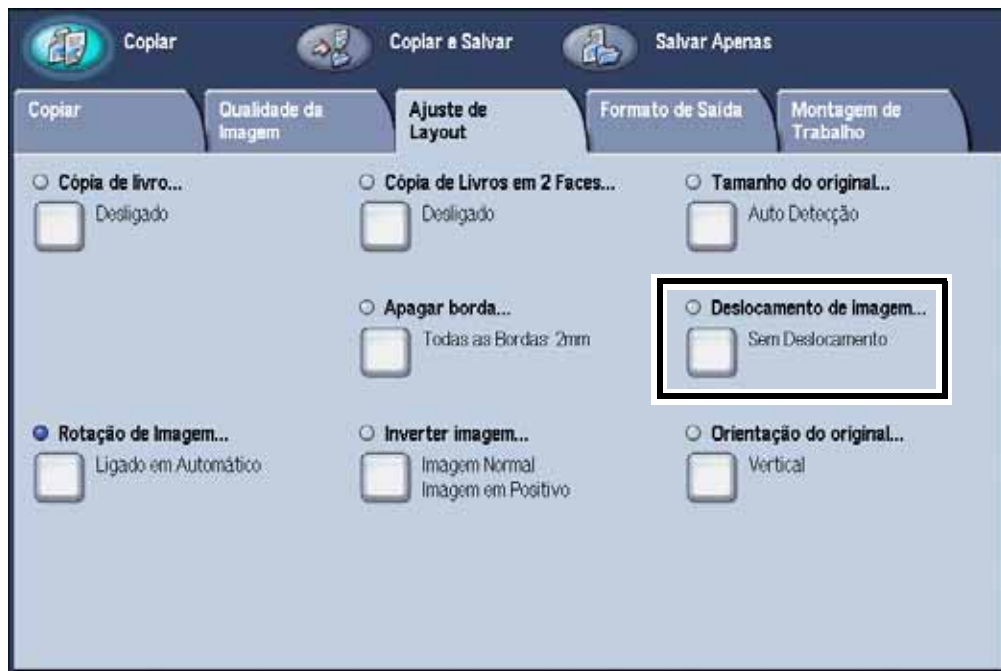 Copiar
Copiar e Salvar
Salvar Apenas
Copiar
Qualidade da
Imagem
Ajuste de
Layout
Formato de Saída
Montagem de
Trabalho
Cópia de livro...
Desligado
Cópia de Livros em 2 Faces...
Desligado
Tamanho do original...
Auto Detecção
Apagar borda...
Todas as Bordas: 2mm
Deslocamento de imagem...
Sem Deslocamento
Rotação de Imagem...
Ligado em Automático
Inverter imagem...
Imagem Normal
Imagem em Positivo
Orientação do original...
Vertical